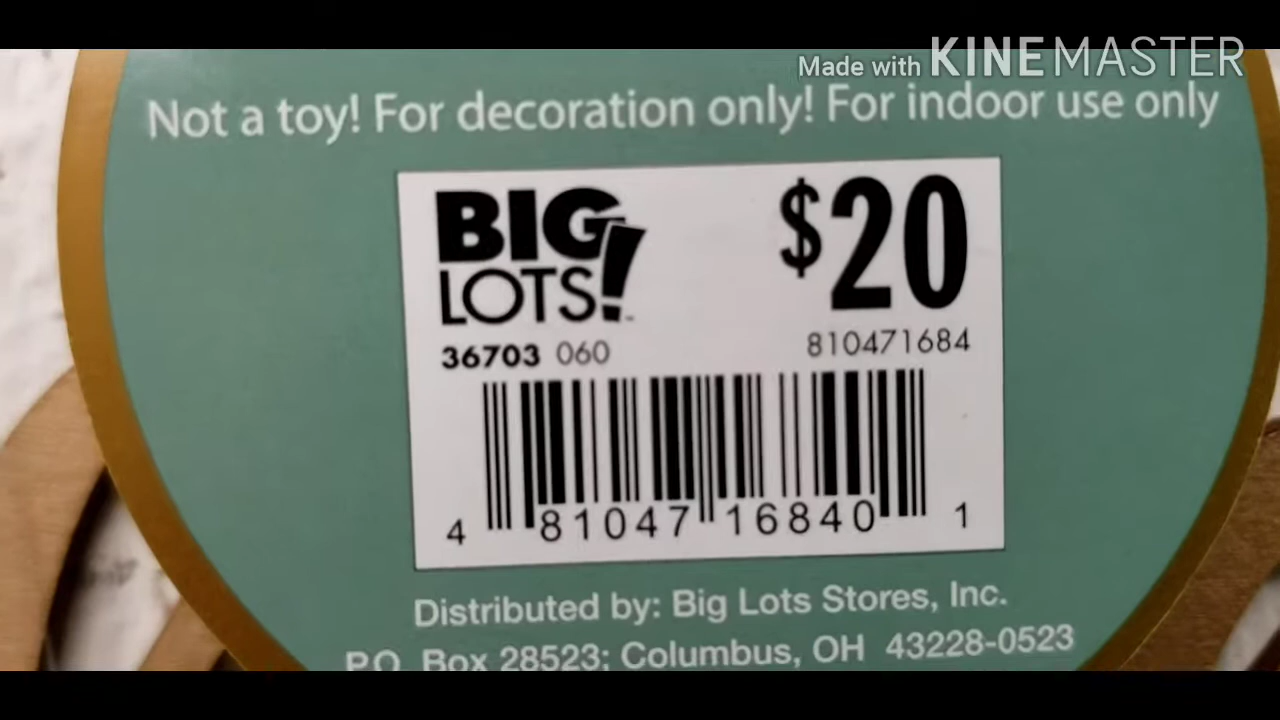 Made with KINEMASTER
Not a toy! For decoration only! For indoor use only
BIG LOTS!™
$20
36703 060
810471684
4 81047 16840 1
Distributed by: Big Lots Stores, Inc.
P.O. Box 28523; Columbus, OH 43228-0523